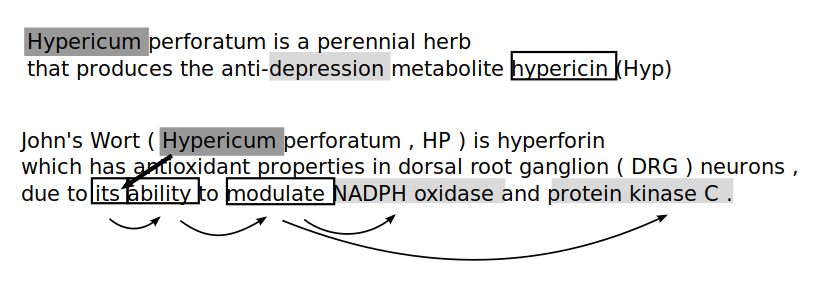 Hypericum perforatum is a perennial herb
that produces the anti-depression metabolite hypericin (Hyp)
John's Wort ( Hypericum perforatum , HP ) is hyperforin
which has antioxidant properties in dorsal root ganglion ( DRG ) neurons ,
due to its ability to modulate NADPH oxidase and protein kinase C .